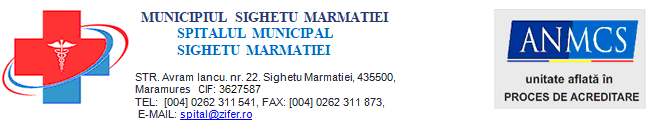 MUNICIPIUL SIGHETU MARMATIEI
SPITALUL MUNICIPAL
SIGHETU MARMATIEI
STR. Avram Iancu. nr. 22. Sighetu Marmatiei, 435500,
Maramures CIF: 3627587
TEL: [004] 0262 311 541, FAX: [004] 0262 311 873,
E-MAIL: spital@zifer.ro
ANMCS
unitate aflată în
PROCES DE ACREDITARE